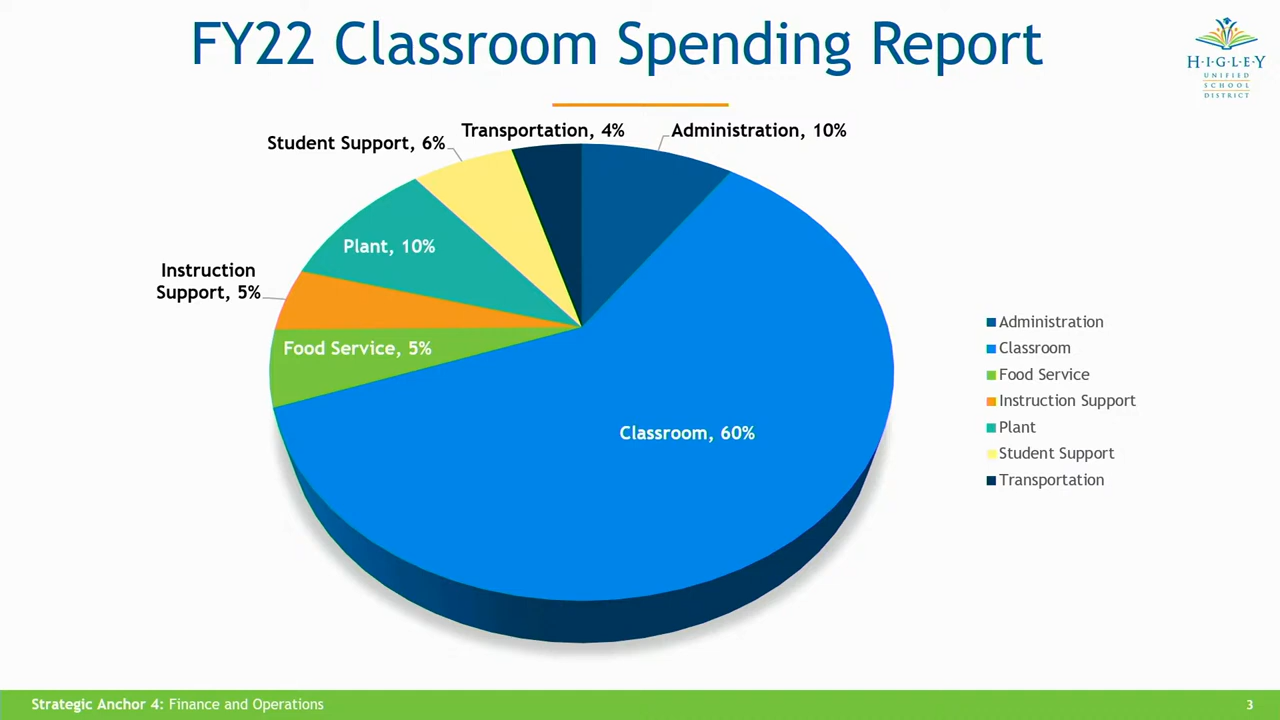 FY22 Classroom Spending Report
H·I·G·L·E·Y
UNIFIED
SCHOOL
DISTRICT
Student Support, 6%
Transportation, 4%
Administration, 10%
Plant, 10%
Instruction
Support, 5%
Food Service, 5%
Classroom, 60%
Administration
Classroom
Food Service
Instruction Support
Plant
Student Support
Transportation
Strategic Anchor 4: Finance and Operations
3